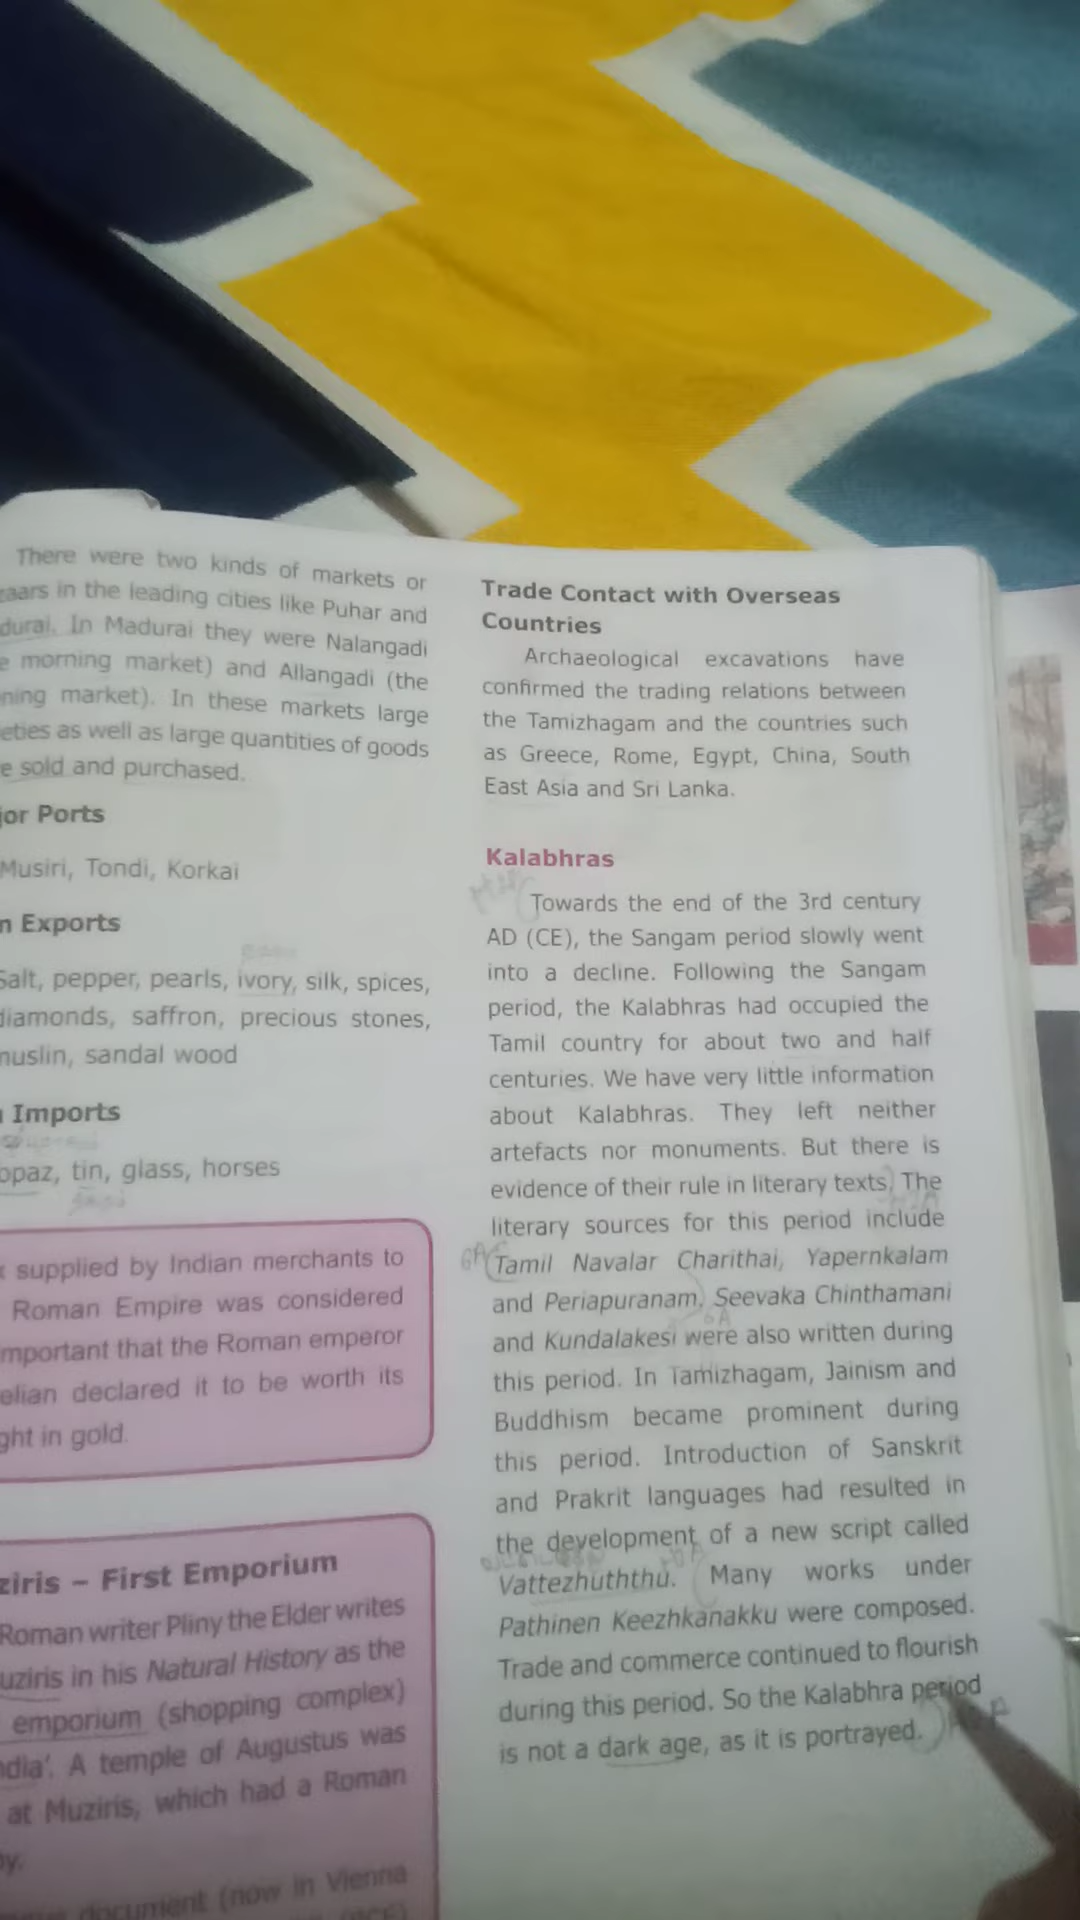 There were two kinds of markets or
aars in the leading cities like Puhar and
durai. In Madurai they were Nalangadi
e morning market) and Allangadi (the
ning market). In these markets large
eties as well as large quantities of goods
e sold and purchased.
jor Ports
Musiri, Tondi, Korkai
n Exports
Salt, pepper, pearls, ivory, silk, spices,
diamonds, saffron, precious stones,
muslin, sandal wood
Imports
opaz, tin, glass, horses
supplied by Indian merchants to
Roman Empire was considered
mportant that the Roman emperor
elian declared it to be worth its
ght in gold.
ziris – First Emporium
Roman writer Pliny the Elder writes
uziris in his Natural History as the
emporium (shopping complex)
ndia'. A temple of Augustus was
at Muziris, which had a Roman
document (now in Vienna
Trade Contact with Overseas
Countries
Archaeological excavations have
confirmed the trading relations between
the Tamizhagam and the countries such
as Greece, Rome, Egypt, China, South
East Asia and Sri Lanka.
Kalabhras
Towards the end of the 3rd century
AD (CE), the Sangam period slowly went
into a decline. Following the Sangam
period, the Kalabhras had occupied the
Tamil country for about two and half
centuries. We have very little information
about Kalabhras. They left neither
artefacts nor monuments. But there is
evidence of their rule in literary texts. The
literary sources for this period include
Tamil Navalar Charithai, Yapernkalam
and Periapuranam. Seevaka Chinthamani
and Kundalakesi were also written during
this period. In Tamizhagam, Jainism and
Buddhism became prominent during
this period. Introduction of Sanskrit
and Prakrit languages had resulted in
the development of a new script called
Vattezhuththu. Many works under
Pathinen Keezhkanakku were composed.
Trade and commerce continued to flourish
during this period. So the Kalabhra period
is not a dark age, as it is portrayed.